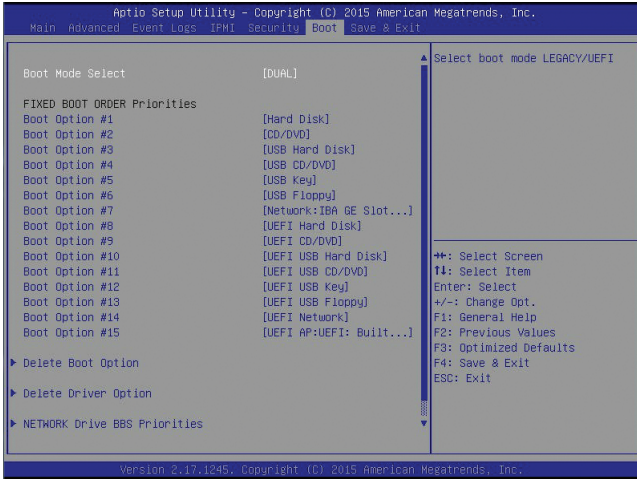 Aptio Setup Utility - Copyright (C) 2015 American Megatrends, Inc.
Main Advanced Event Logs IPMI Security Boot Save & Exit
Boot Mode Select [DUAL]
FIXED BOOT ORDER Priorities
Boot Option #1 [Hard Disk]
Boot Option #2 [CD/DVD]
Boot Option #3 [USB Hard Disk]
Boot Option #4 [USB CD/DVD]
Boot Option #5 [USB Key]
Boot Option #6 [USB Floppy]
Boot Option #7 [Network:IBA GE Slot...]
Boot Option #8 [UEFI Hard Disk]
Boot Option #9 [UEFI CD/DVD]
Boot Option #10 [UEFI USB Hard Disk]
Boot Option #11 [UEFI USB CD/DVD]
Boot Option #12 [UEFI USB Key]
Boot Option #13 [UEFI USB Floppy]
Boot Option #14 [UEFI Network]
Boot Option #15 [UEFI AP:UEFI: Built...]
Delete Boot Option
Delete Driver Option
NETWORK Drive BBS Priorities
Select boot mode LEGACY/UEFI
→←: Select Screen
↑↓: Select Item
Enter: Select
+/-: Change Opt.
F1: General Help
F2: Previous Values
F3: Optimized Defaults
F4: Save & Exit
ESC: Exit
Version 2.17.1245. Copyright (C) 2015 American Megatrends, Inc.